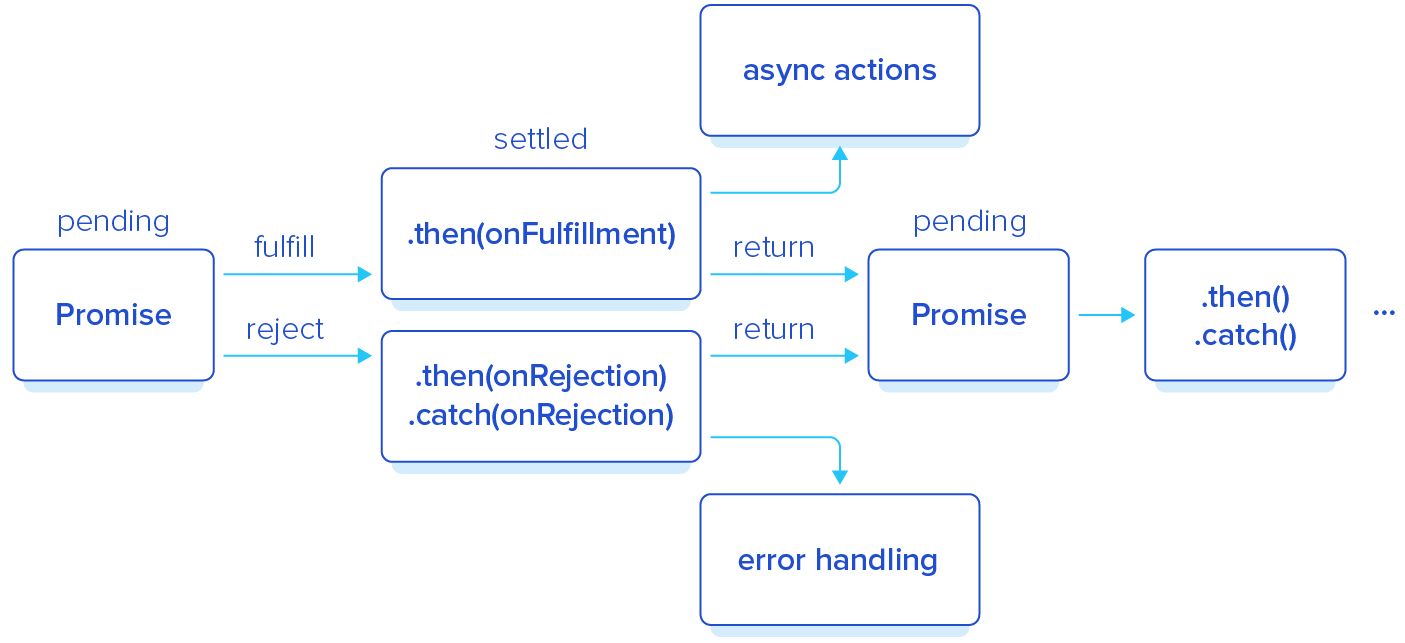 async actions
settled
.then(onFulfillment)
pending
Promise
fulfill
reject
.then(onRejection)
.catch(onRejection)
return
return
pending
Promise
.then()
.catch()
...
error handling